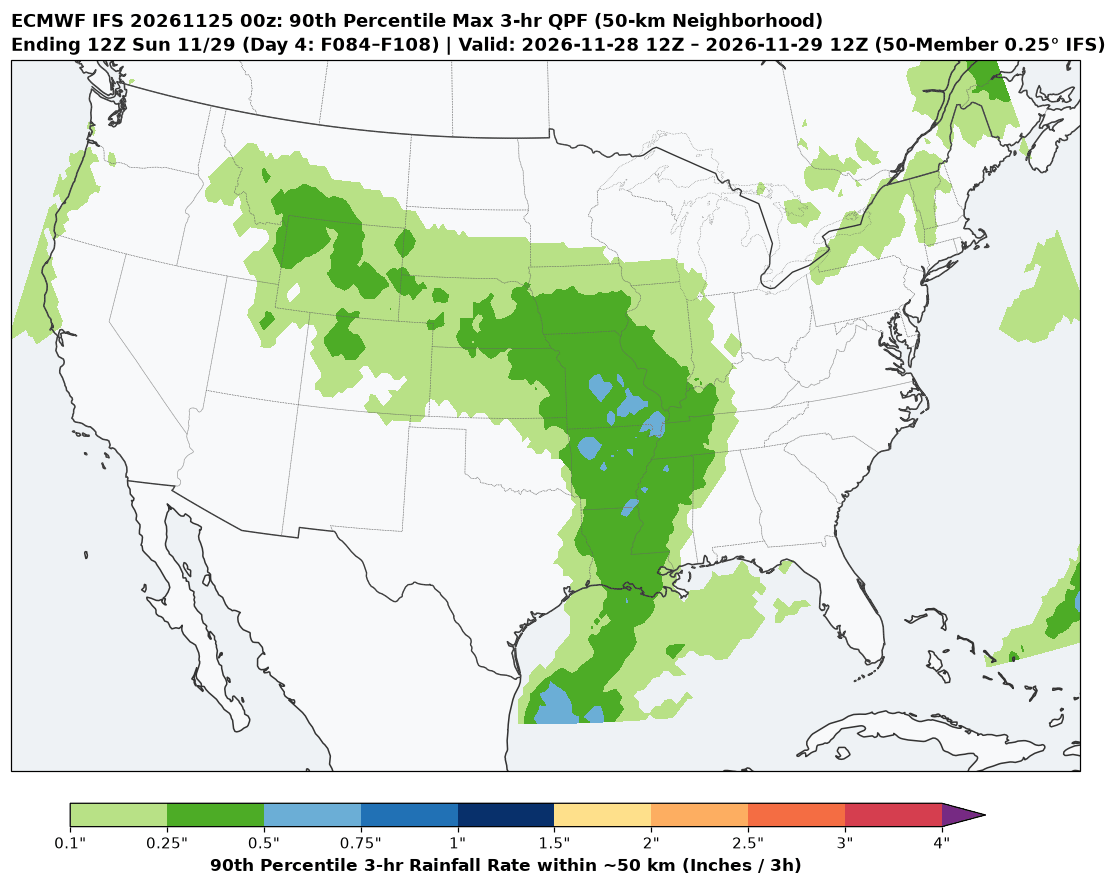 ECMWF IFS 20261125 00z: 90th Percentile Max 3-hr QPF (50-km Neighborhood)
Ending 12Z Sun 11/29 (Day 4: F084–F108) | Valid: 2026-11-28 12Z – 2026-11-29 12Z (50-Member 0.25° IFS)
0.1" 0.25" 0.5" 0.75" 1" 1.5" 2" 2.5" 3" 4"
90th Percentile 3-hr Rainfall Rate within ~50 km (Inches / 3h)